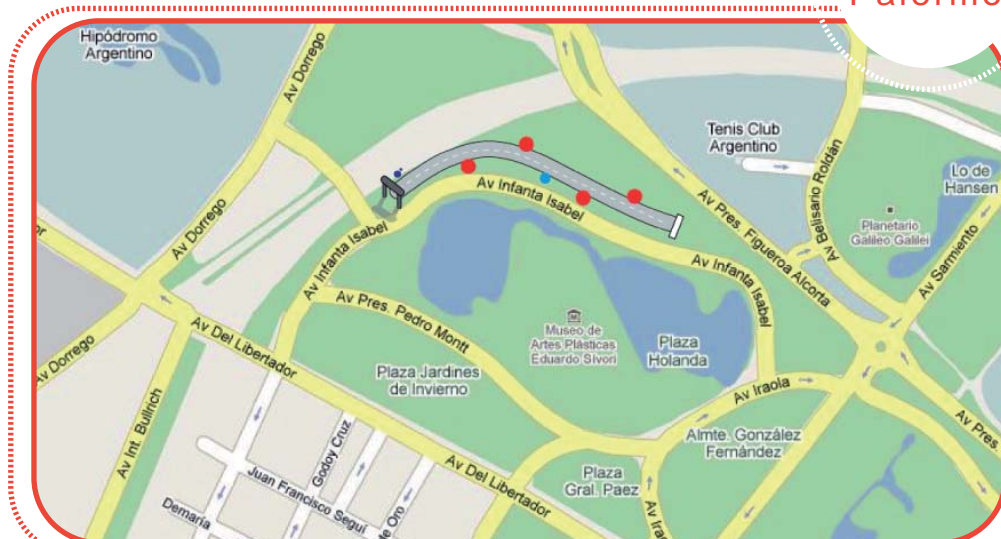 Hipódromo
Argentino
Av Dorrego
Tenis Club
Argentino
Av Belisario Roldán
Lo de
Hansen
Planetario
Galileo Galilei
Av Sarmiento
Av Infanta Isabel
Av Pres. Figueroa Alcorta
Av Dorrego
Av Infanta Isabel
Av Infanta Isabel
Av Pres. Pedro Montt
Museo de
Artes Plásticas
Eduardo Sívori
Plaza
Holanda
Av Del Libertador
Av Dorrego
Plaza Jardines
de Invierno
Av Iraola
Av Int. Bullrich
Godoy Cruz
Almte. González
Fernández
Av Pres.
Av Del Libertador
Plaza
Gral. Paez
Juan Francisco Seguí
Demaría